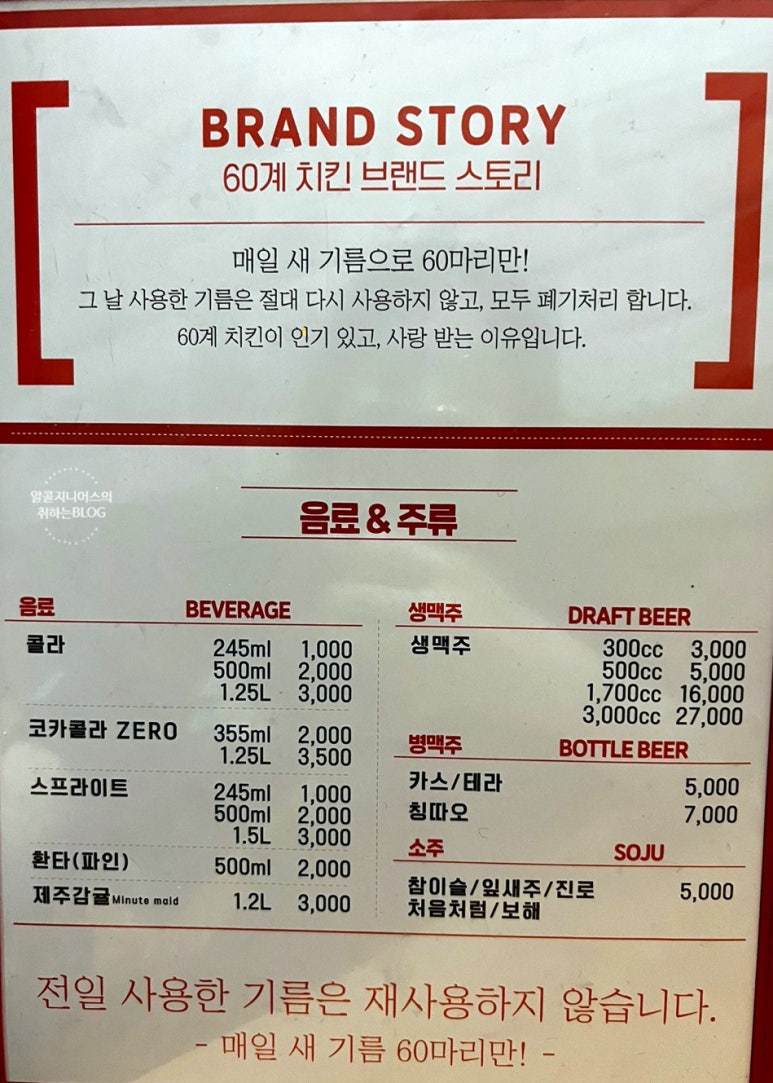 BRAND STORY
60계 치킨 브랜드 스토리
매일 새 기름으로 60마리만!
그 날 사용한 기름은 절대 다시 사용하지 않고, 모두 폐기처리 합니다.
60계 치킨이 인기 있고, 사랑 받는 이유입니다.
알콜지니어스의
취하는BLOG
음료 & 주류
음료 BEVERAGE
콜라 245ml 1,000
500ml 2,000
1.25L 3,000
코카콜라 ZERO 355ml 2,000
1.25L 3,500
스프라이트 245ml 1,000
500ml 2,000
1.5L 3,000
환타(파인) 500ml 2,000
제주감귤 Minute maid 1.2L 3,000
생맥주 DRAFT BEER
생맥주 300cc 3,000
500cc 5,000
1,700cc 16,000
3,000cc 27,000
병맥주 BOTTLE BEER
카스/테라 5,000
칭따오 7,000
소주 SOJU
참이슬/잎새주/진로 5,000
처음처럼/보해
전일 사용한 기름은 재사용하지 않습니다.
- 매일 새 기름 60마리만! -